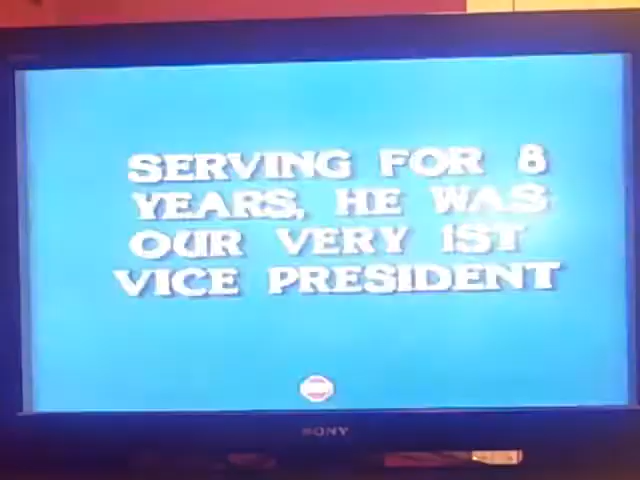 SERVING FOR 8
YEARS, HE WAS
OUR VERY 1ST
VICE PRESIDENT
SONY